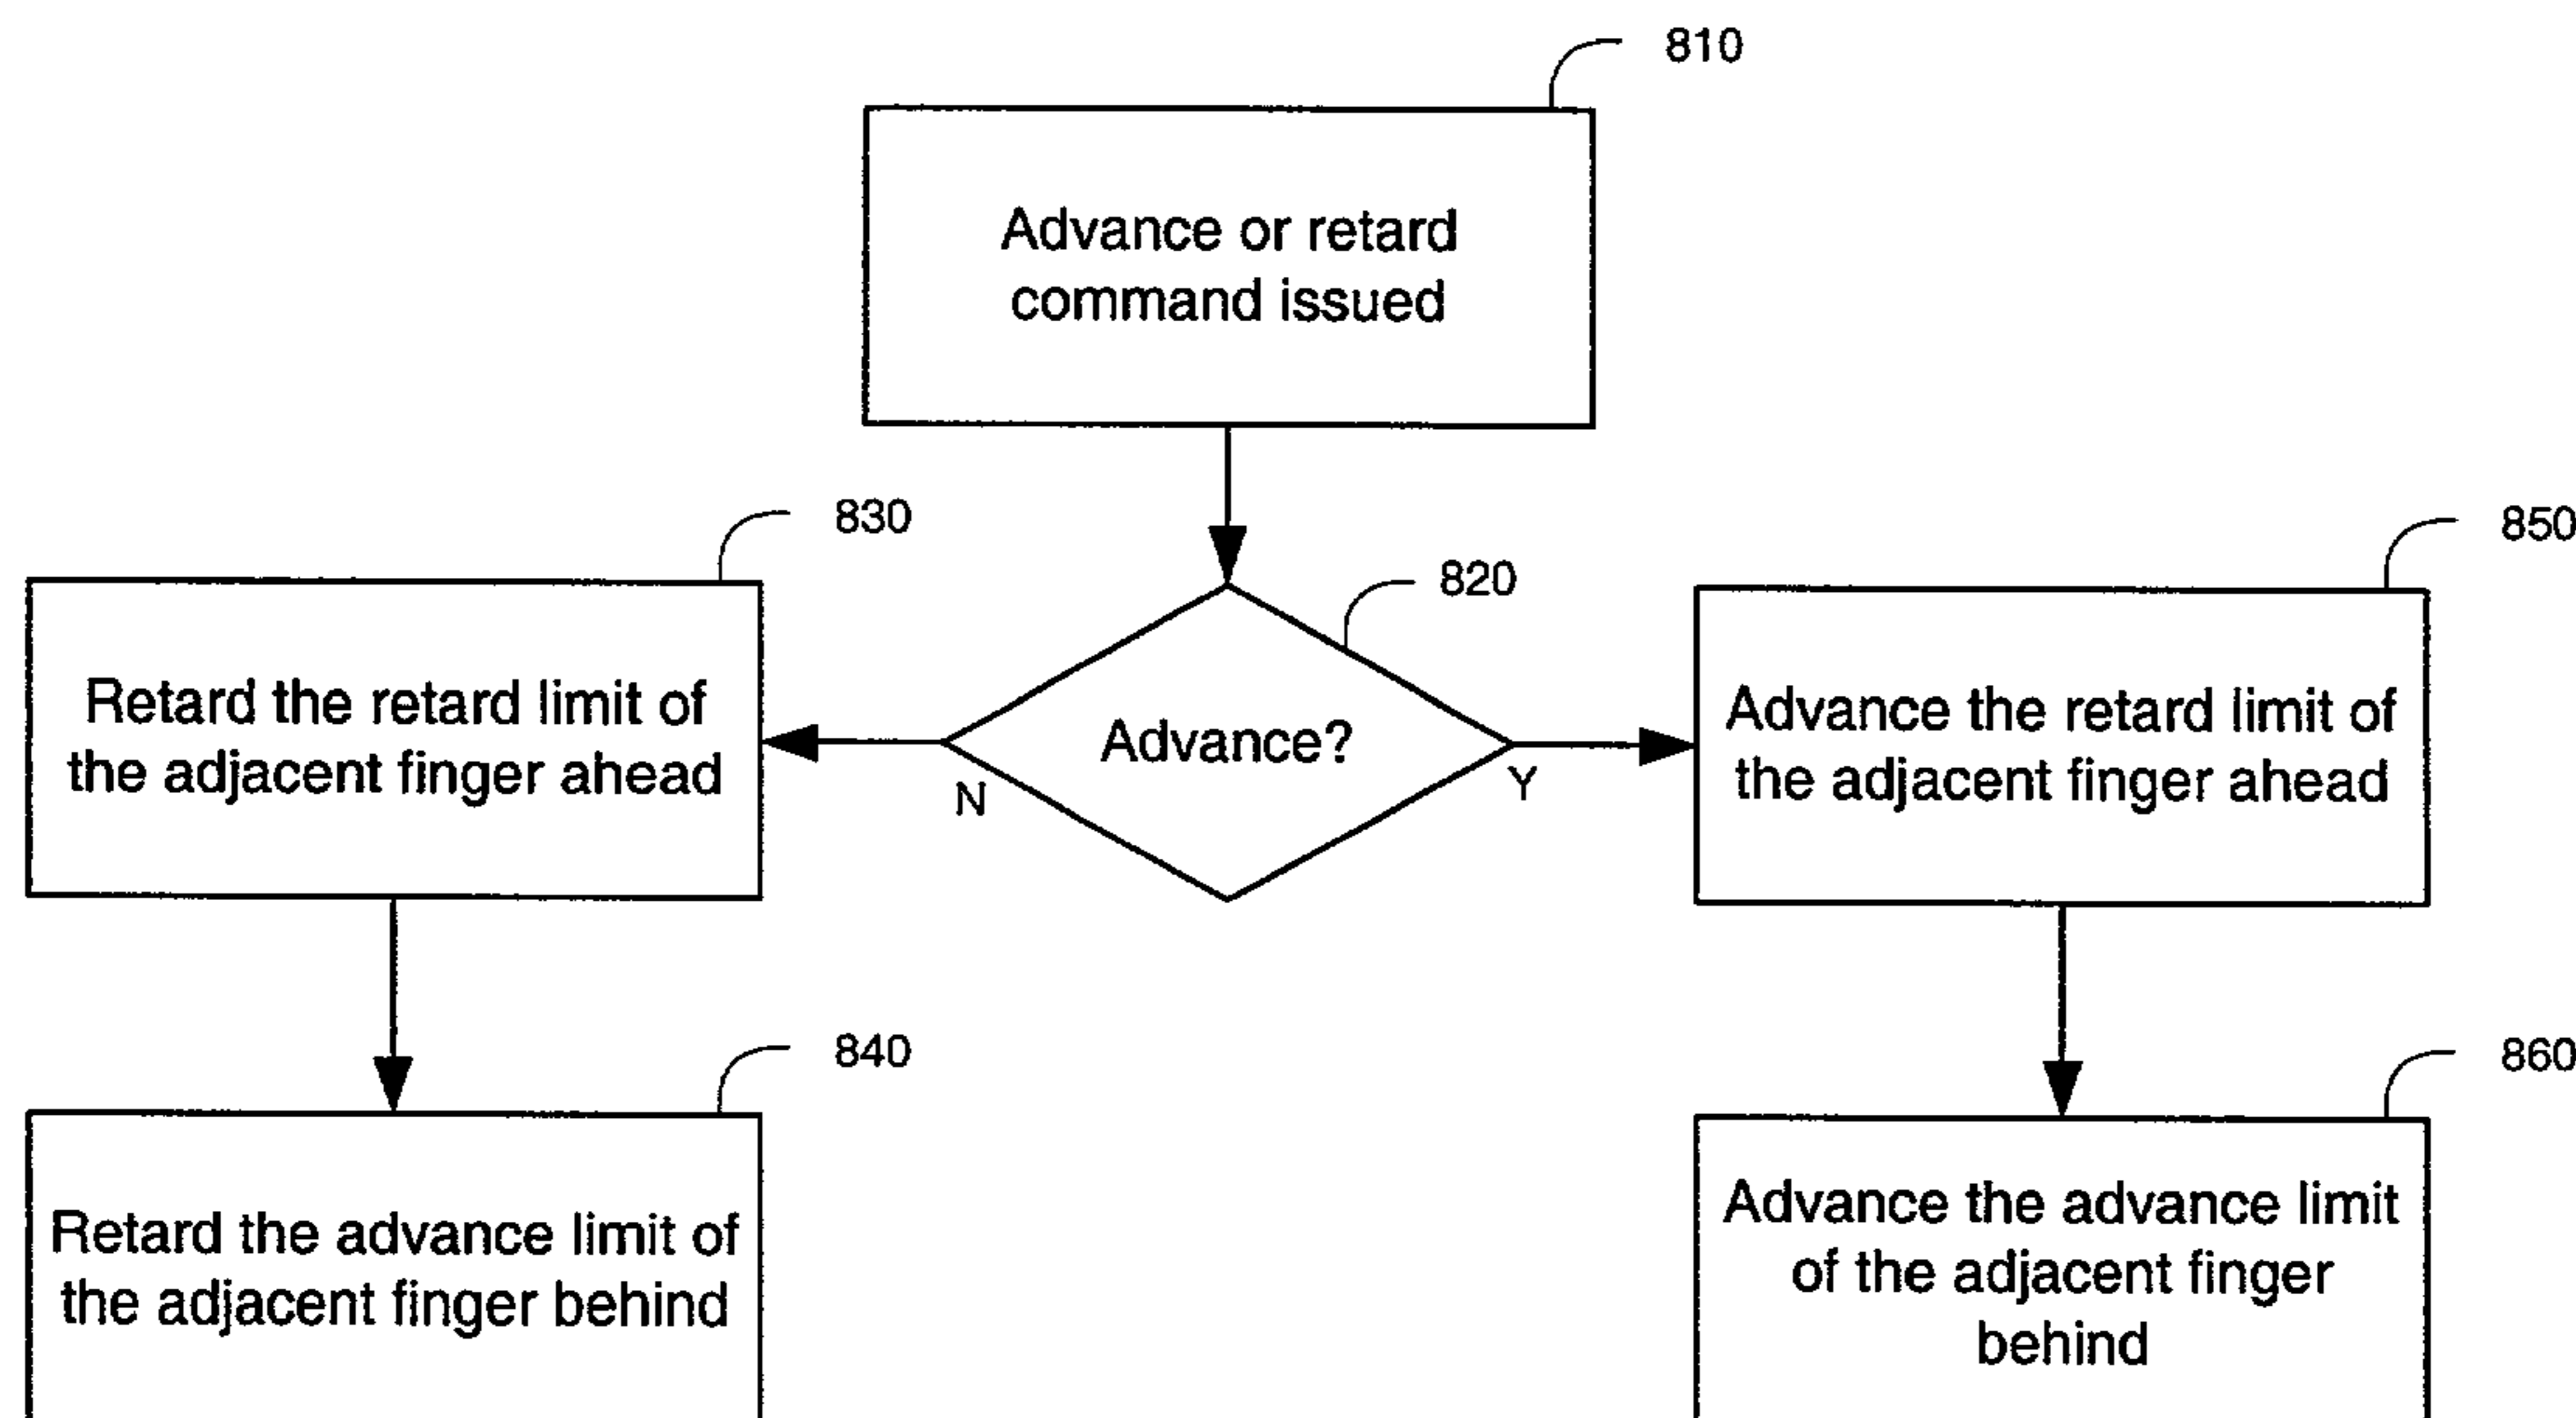 810
Advance or retard
command issued
830
820
850
Retard the retard limit of
the adjacent finger ahead
Advance?
N
Y
Advance the retard limit of
the adjacent finger ahead
840
860
Retard the advance limit of
the adjacent finger behind
Advance the advance limit
of the adjacent finger
behind